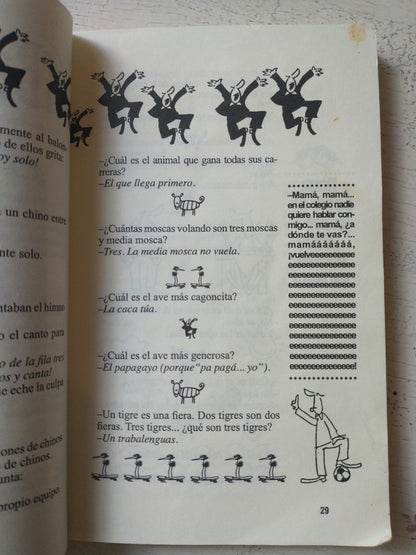 mente al balon-
de ellos grita:
oy solo!
s un chino entre
nte solo.
ntaban el himno
o el canto para
o de la fila tres
os y canta!
e eche la culpa
ones de chinos
de chinos.
anta:
propio equipo.
–¿Cuál es el animal que gana todas sus ca-
rreras?
–El que llega primero.
–¿Cuántas moscas volando son tres moscas
y media mosca?
–Tres. La media mosca no vuela.
–¿Cuál es el ave más cagoncita?
–La caca túa.
–¿Cuál es el ave más generosa?
–El papagayo (porque "pa pagá... yo").
–Un tigre es una fiera. Dos tigres son dos
fieras. Tres tigres... ¿qué son tres tigres?
–Un trabalenguas.
–Mamá, mamá...
en el colegio nadie
quiere hablar con-
migo... mamá, ¿a
dónde te vas?...
mamááááááá,
¡vuelveeeeeeeeee
eeeeeeeeeeeeeeee
eeeeeeeeeeeeeeee
eeeeeeeeeeeeeeee
eeeeeeeeeeeeeeee
eeeeeeeeeeeeeeee
eeeeeeeeeeeeeeee
eeeeeeeeeeeeeeee
eeeeeeeeeeeeeeee
eeeeeeeeeeeeeee!
29